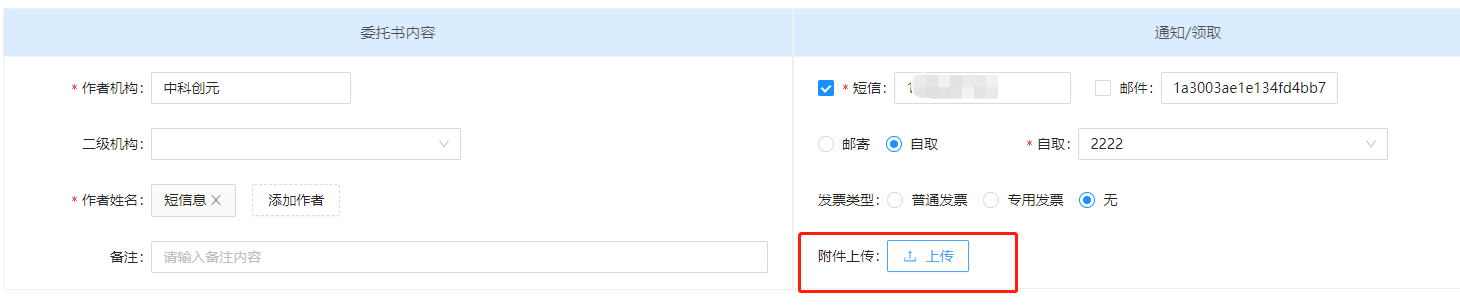 委托书内容
通知/领取
* 作者机构： 中科创元
二级机构：
* 作者姓名： 短信息 添加作者
备注： 请输入备注内容
* 短信： 邮件： 1a3003ae1e134fd4bb7
邮寄 自取 * 自取： 2222
发票类型： 普通发票 专用发票 无
附件上传： 上传